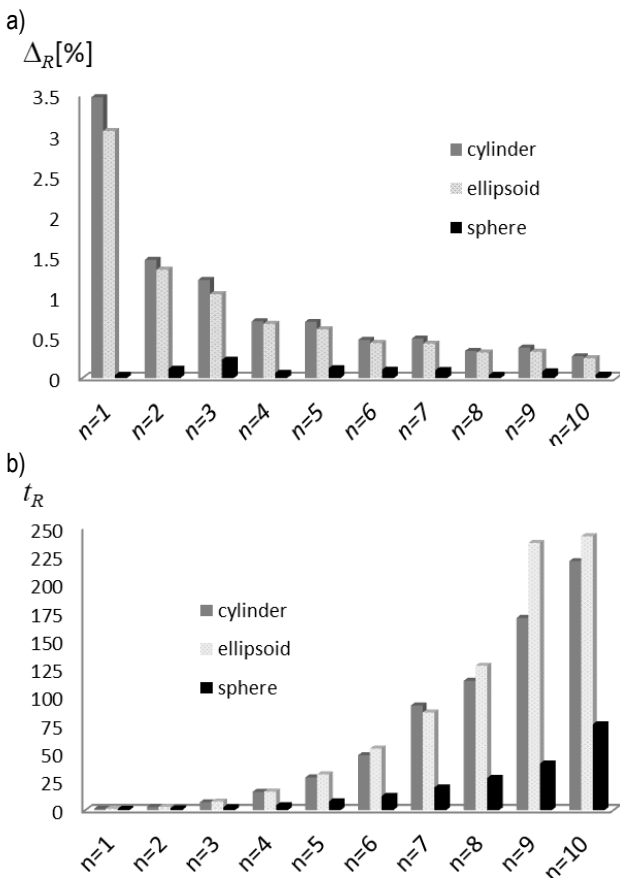 a)
Δ_R[%]
3.5
3
2.5
2
1.5
1
0.5
0
cylinder
ellipsoid
sphere
n=1 n=2 n=3 n=4 n=5 n=6 n=7 n=8 n=9 n=10
b)
t_R
250
225
200
175
150
125
100
75
50
25
0
cylinder
ellipsoid
sphere
n=1 n=2 n=3 n=4 n=5 n=6 n=7 n=8 n=9 n=10